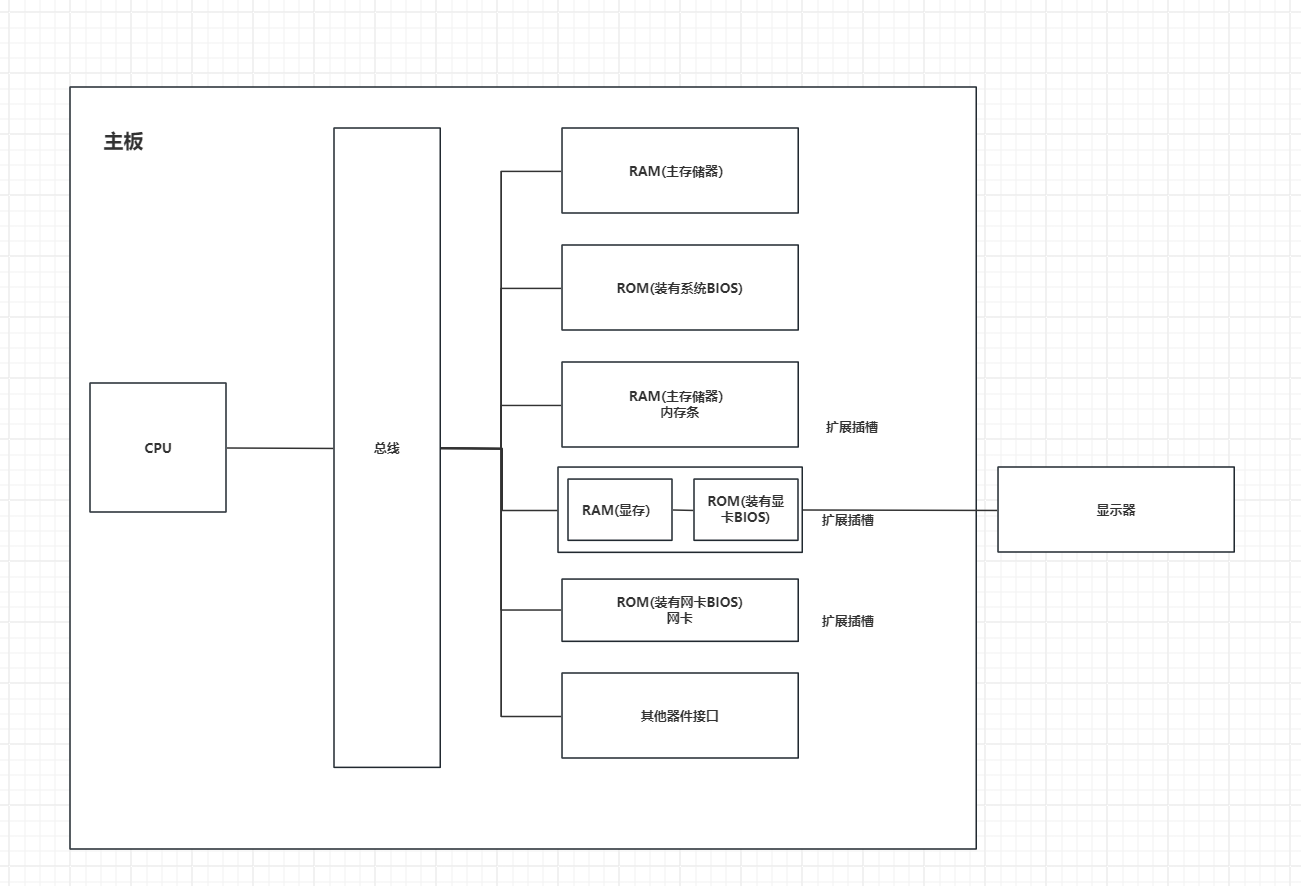 主板
RAM(主存储器)
ROM(装有系统BIOS)
RAM(主存储器)
内存条
扩展插槽
CPU
总线
RAM(显存)
ROM(装有显
卡BIOS)
扩展插槽
显示器
ROM(装有网卡BIOS)
网卡
扩展插槽
其他器件接口